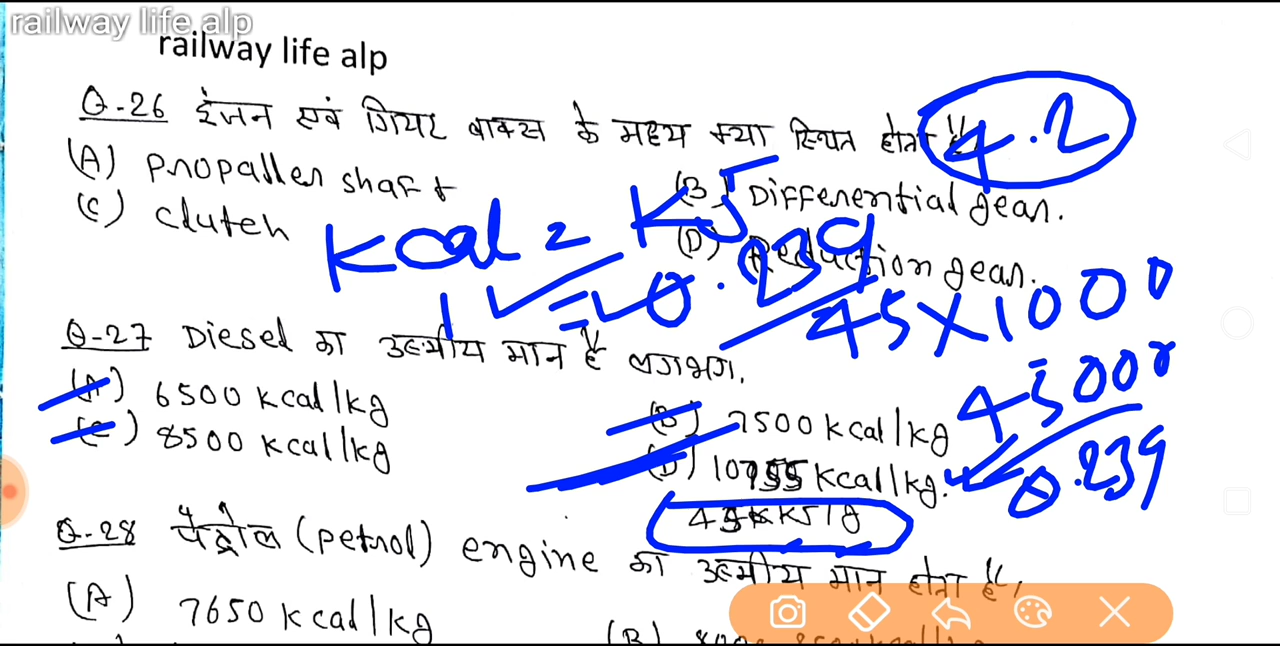 railway life alp
railway life alp
Q-26 इंजन एवं गियर बाक्स के मध्य क्या स्थित होता है
4.2
(A) propaller shaft
(B) Differential gear.
(C) clutch
(D) Reduction gear.
Kcal = KJ
1 = 0.239
45×1000
45000
0.239
Q-27 Diesel का उष्मीय मान है लगभग.
(A) 6500 kcal/kg
(B) 7500 kcal/kg
(C) 8500 kcal/kg
(D) 10755 kcal/kg.
Q-28 पेट्रोल (petrol) engine का उष्मीय मान होता है।
(A) 7650 kcal/kg
(B)